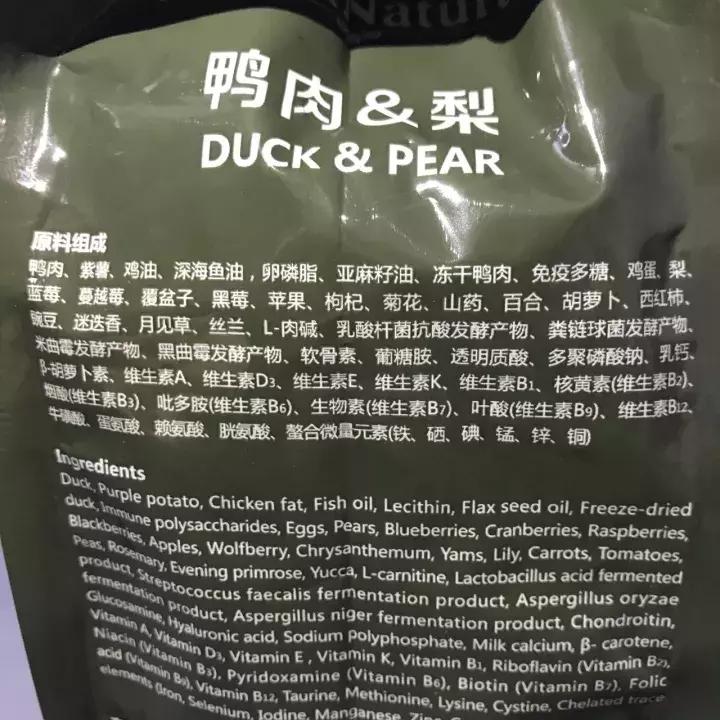 Natur
鸭肉&梨
DUCK & PEAR
原料组成
鸭肉、紫薯、鸡油、深海鱼油，卵磷脂、亚麻籽油、冻干鸭肉、免疫多糖、鸡蛋、梨、
蓝莓、蔓越莓、覆盆子、黑莓、苹果、枸杞、菊花、山药、百合、胡萝卜、西红柿、
豌豆、迷迭香、月见草、丝兰、L-肉碱、乳酸杆菌抗酸发酵产物、粪链球菌发酵产物、
米曲霉发酵产物、黑曲霉发酵产物、软骨素、葡糖胺、透明质酸、多聚磷酸钠、乳钙、
β-胡萝卜素、维生素A、维生素D3、维生素E、维生素K、维生素B1、核黄素(维生素B2)、
烟酸(维生素B3)、吡多胺(维生素B6)、生物素(维生素B7)、叶酸(维生素B9)、维生素B12、
牛磺酸、蛋氨酸、赖氨酸、胱氨酸、螯合微量元素(铁、硒、碘、锰、锌、铜)
Ingredients
Duck, Purple potato, Chicken fat, Fish oil, Lecithin, Flax seed oil, Freeze-dried
duck, Immune polysaccharides, Eggs, Pears, Blueberries, Cranberries, Raspberries,
Blackberries, Apples, Wolfberry, Chrysanthemum, Yams, Lily, Carrots, Tomatoes,
Peas, Rosemary, Evening primrose, Yucca, L-carnitine, Lactobacillus acid fermented
product, Streptococcus faecalis fermentation product, Aspergillus oryzae
fermentation product, Aspergillus niger fermentation product, Chondroitin,
Glucosamine, Hyaluronic acid, Sodium Polyphosphate, Milk calcium, β- carotene,
Vitamin A, Vitamin D3, Vitamin E , Vitamin K, Vitamin B1, Riboflavin (Vitamin B2),
Niacin (Vitamin B3), Pyridoxamine (Vitamin B6), Biotin (Vitamin B7), Folic
acid (Vitamin B9), Vitamin B12, Taurine, Methionine, Lysine, Cystine, Chelated trace
elements (Iron, Selenium, Iodine, Manganese,